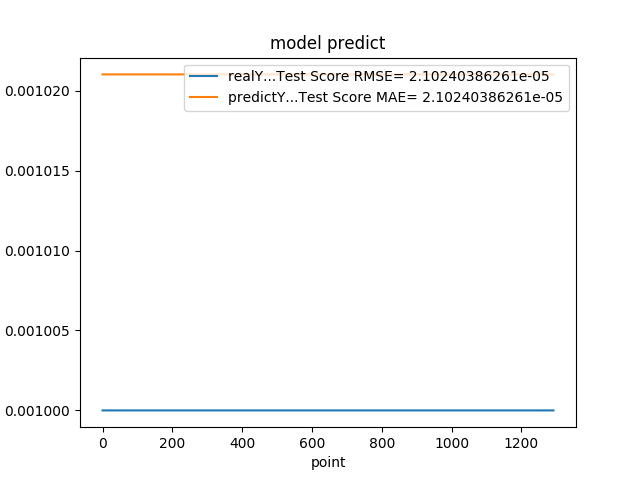 model predict
realY...Test Score RMSE= 2.10240386261e-05
predictY...Test Score MAE= 2.10240386261e-05
0.001020
0.001015
0.001010
0.001005
0.001000
0 200 400 600 800 1000 1200
point